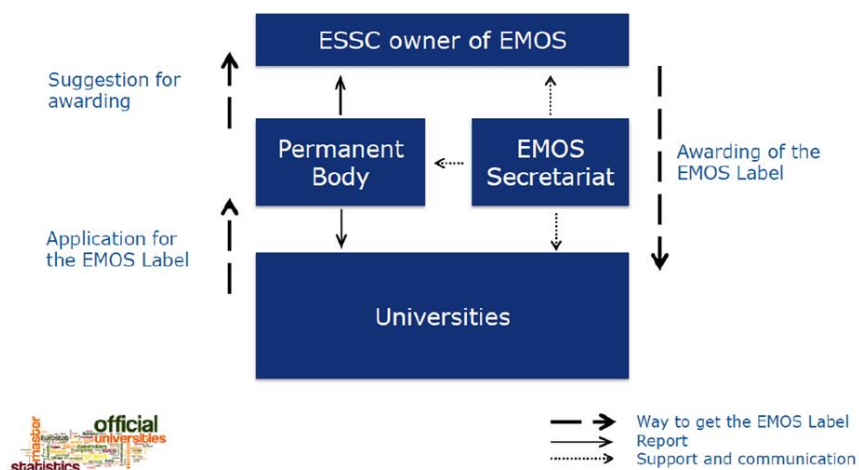 ESSC owner of EMOS
Suggestion for
awarding
Permanent
Body
EMOS
Secretariat
Awarding of the
EMOS Label
Application for
the EMOS Label
Universities
official
universities
master
statistics
Way to get the EMOS Label
Report
Support and communication